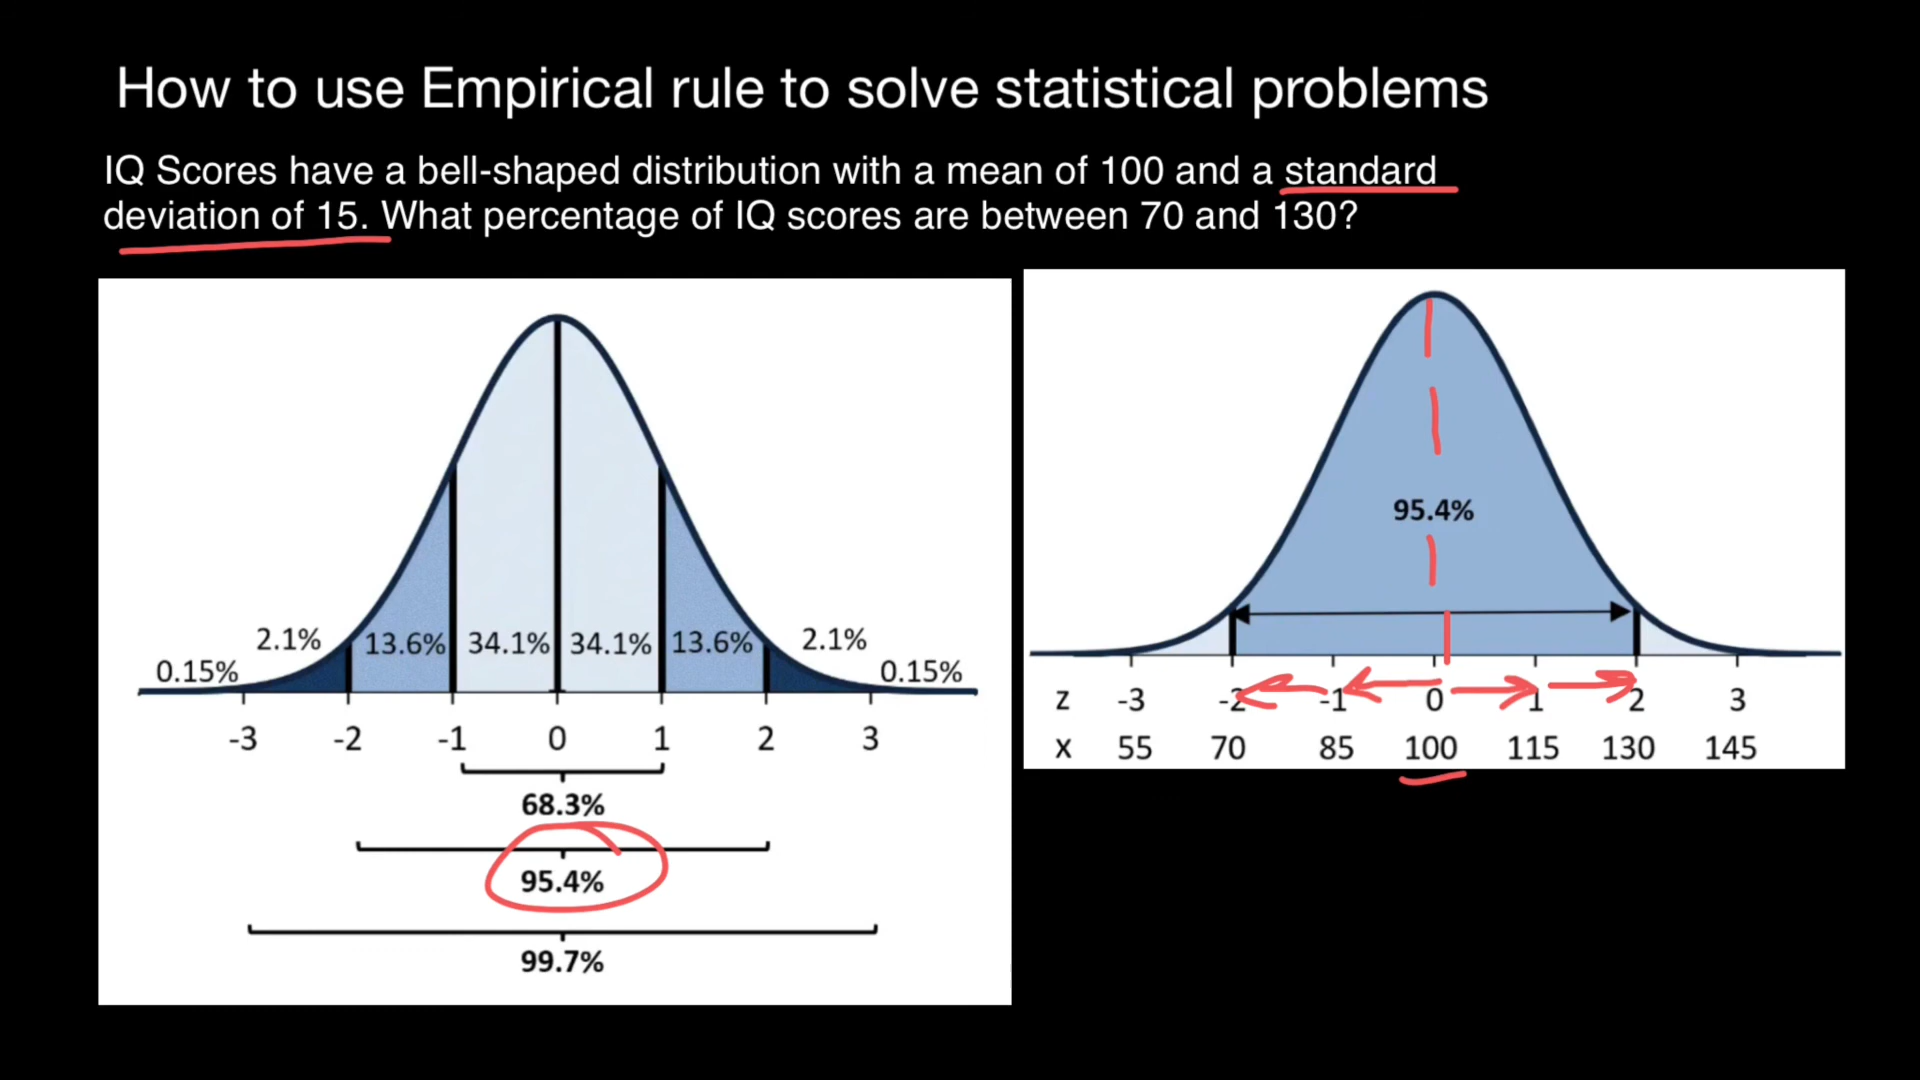 How to use Empirical rule to solve statistical problems
IQ Scores have a bell-shaped distribution with a mean of 100 and a standard
deviation of 15. What percentage of IQ scores are between 70 and 130?
0.15% 2.1% 13.6% 34.1% 34.1% 13.6% 2.1% 0.15%
-3 -2 -1 0 1 2 3
68.3%
95.4%
99.7%
95.4%
z -3 -2 -1 0 1 2 3
x 55 70 85 100 115 130 145